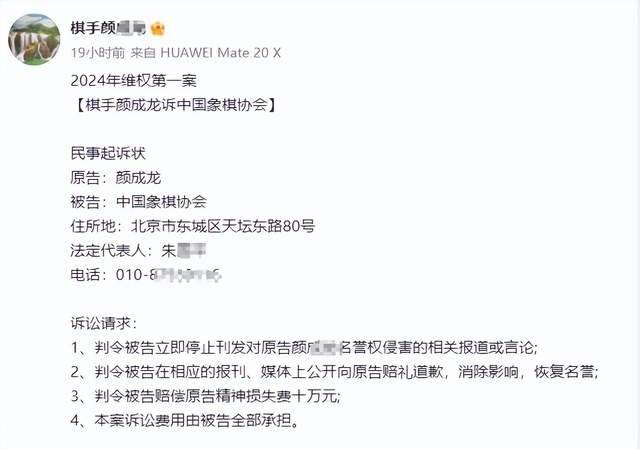 棋手颜
19小时前 来自 HUAWEI Mate 20 X
2024年维权第一案
【棋手颜成龙诉中国象棋协会】
民事起诉状
原告：颜成龙
被告：中国象棋协会
住所地：北京市东城区天坛东路80号
法定代表人：朱
电话：010-8
诉讼请求：
1、判令被告立即停止刊发对原告颜成 名誉权侵害的相关报道或言论;
2、判令被告在相应的报刊、媒体上公开向原告赔礼道歉，消除影响，恢复名誉;
3、判令被告赔偿原告精神损失费十万元;
4、本案诉讼费用由被告全部承担。